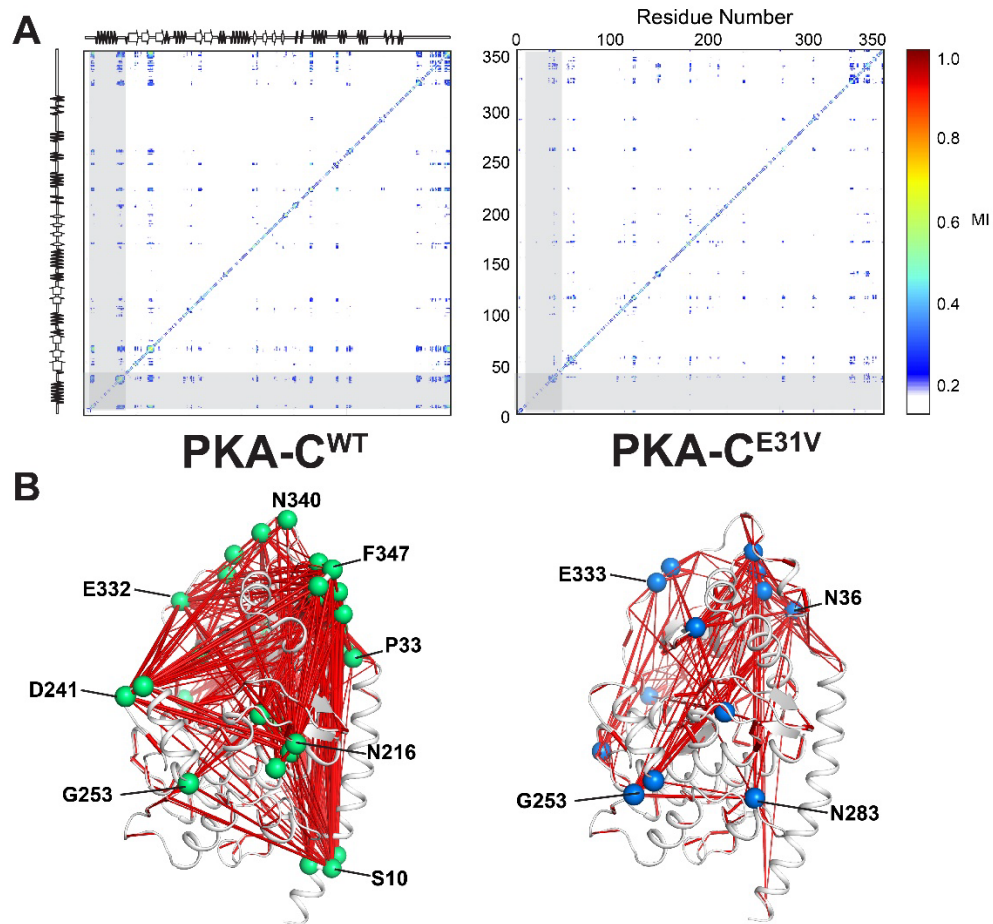 A
Residue Number
0 100 200 300 350
350
300
250
200
150
100
50
0
1.0
0.8
0.6
MI
0.4
0.2
PKA-CWT
PKA-CE31V
B
N340
F347
E332
P33
D241
N216
G253
S10
E333
N36
G253
N283